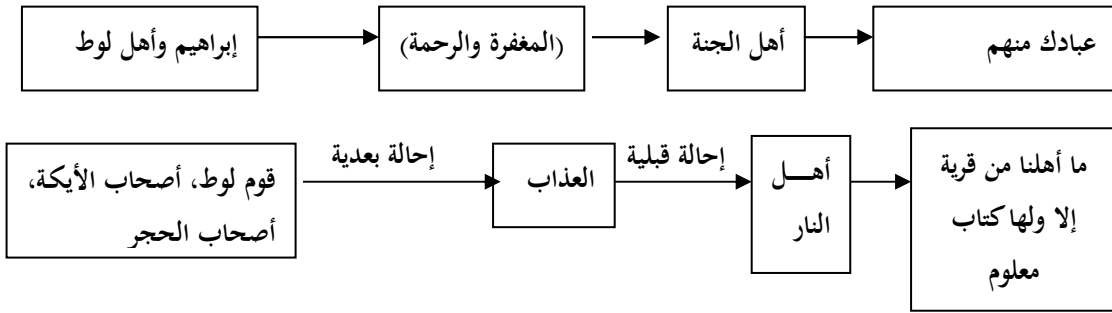 عبادك منهم
أهل الجنة
(المغفرة والرحمة)
إبراهيم وأهل لوط
ما أهلنا من قرية
إلا ولها كتاب
معلوم
أهـــل
النار
إحالة قبلية
العذاب
إحالة بعدية
قوم لوط، أصحاب الأيكة،
أصحاب الحجر